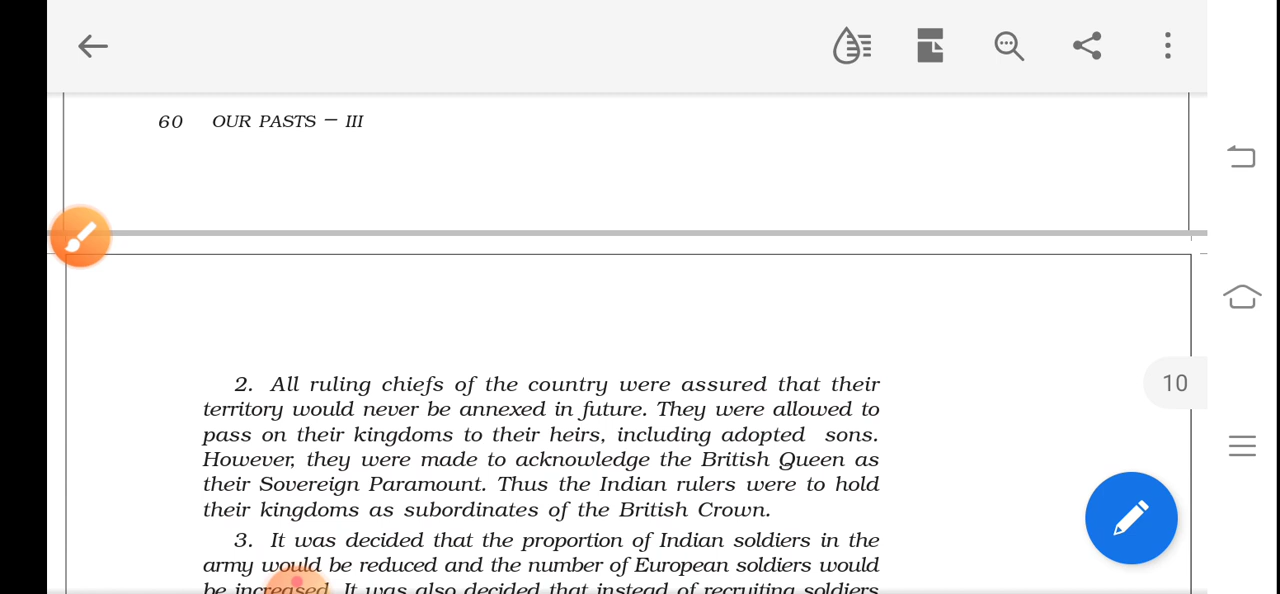 60 OUR PASTS – III
2. All ruling chiefs of the country were assured that their
territory would never be annexed in future. They were allowed to
pass on their kingdoms to their heirs, including adopted sons.
However, they were made to acknowledge the British Queen as
their Sovereign Paramount. Thus the Indian rulers were to hold
their kingdoms as subordinates of the British Crown.
10
3. It was decided that the proportion of Indian soldiers in the
army would be reduced and the number of European soldiers would
be increased. It was also decided that instead of recruiting soldiers